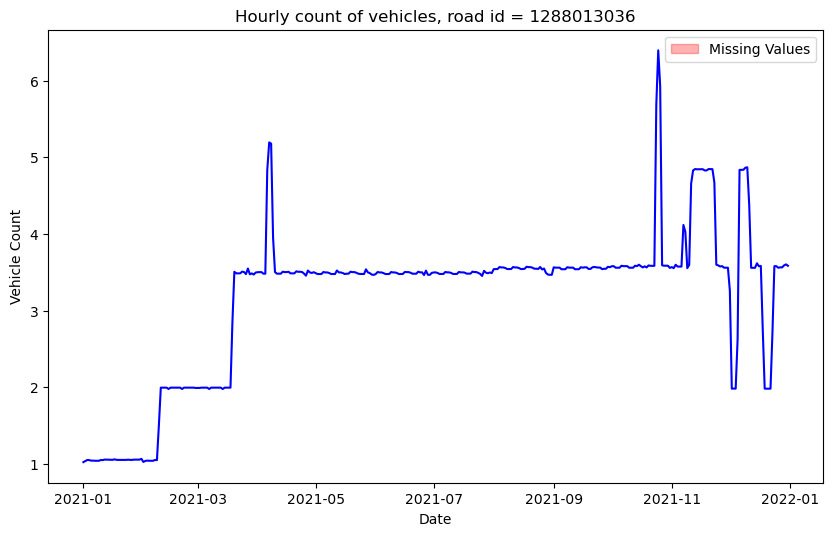 Hourly count of vehicles, road id = 1288013036
Missing Values
Vehicle Count
6
5
4
3
2
1
2021-01 2021-03 2021-05 2021-07 2021-09 2021-11 2022-01
Date